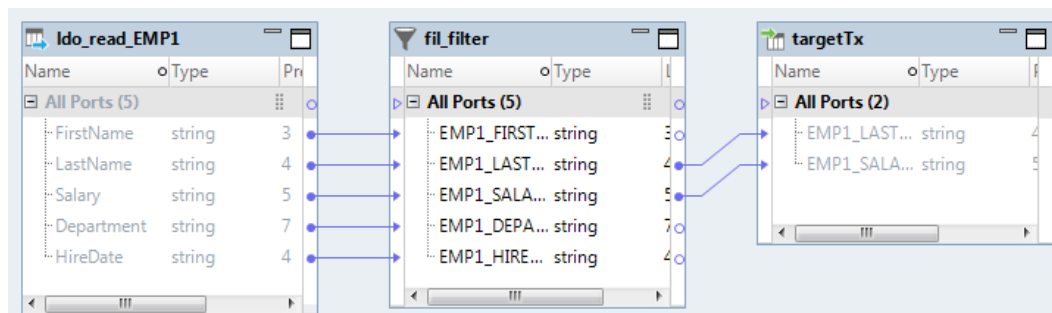 ldo_read_EMP1
Name Type Pre
All Ports (5)
FirstName string 3
LastName string 4
Salary string 5
Department string 7
HireDate string 4
fil_filter
Name Type L
All Ports (5)
EMP1_FIRST... string 3
EMP1_LAST... string 4
EMP1_SALA... string 5
EMP1_DEPA... string 7
EMP1_HIRE... string 4
targetTx
Name Type
All Ports (2)
EMP1_LAST... string 4
EMP1_SALA... string 5